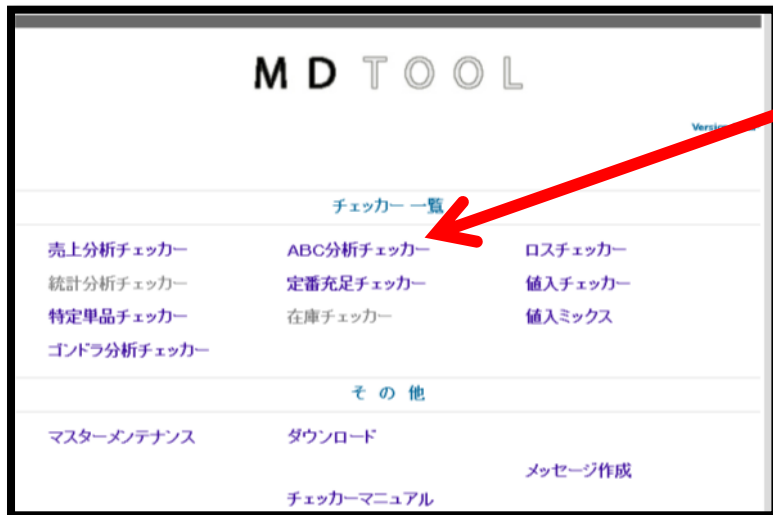 MD TOOL
チェッカー 一覧
売上分析チェッカー ABC分析チェッカー ロスチェッカー
統計分析チェッカー 定番充足チェッカー 値入チェッカー
特定単品チェッカー 在庫チェッカー 値入ミックス
ゴンドラ分析チェッカー
その他
マスターメンテナンス ダウンロード
メッセージ作成
チェッカーマニュアル